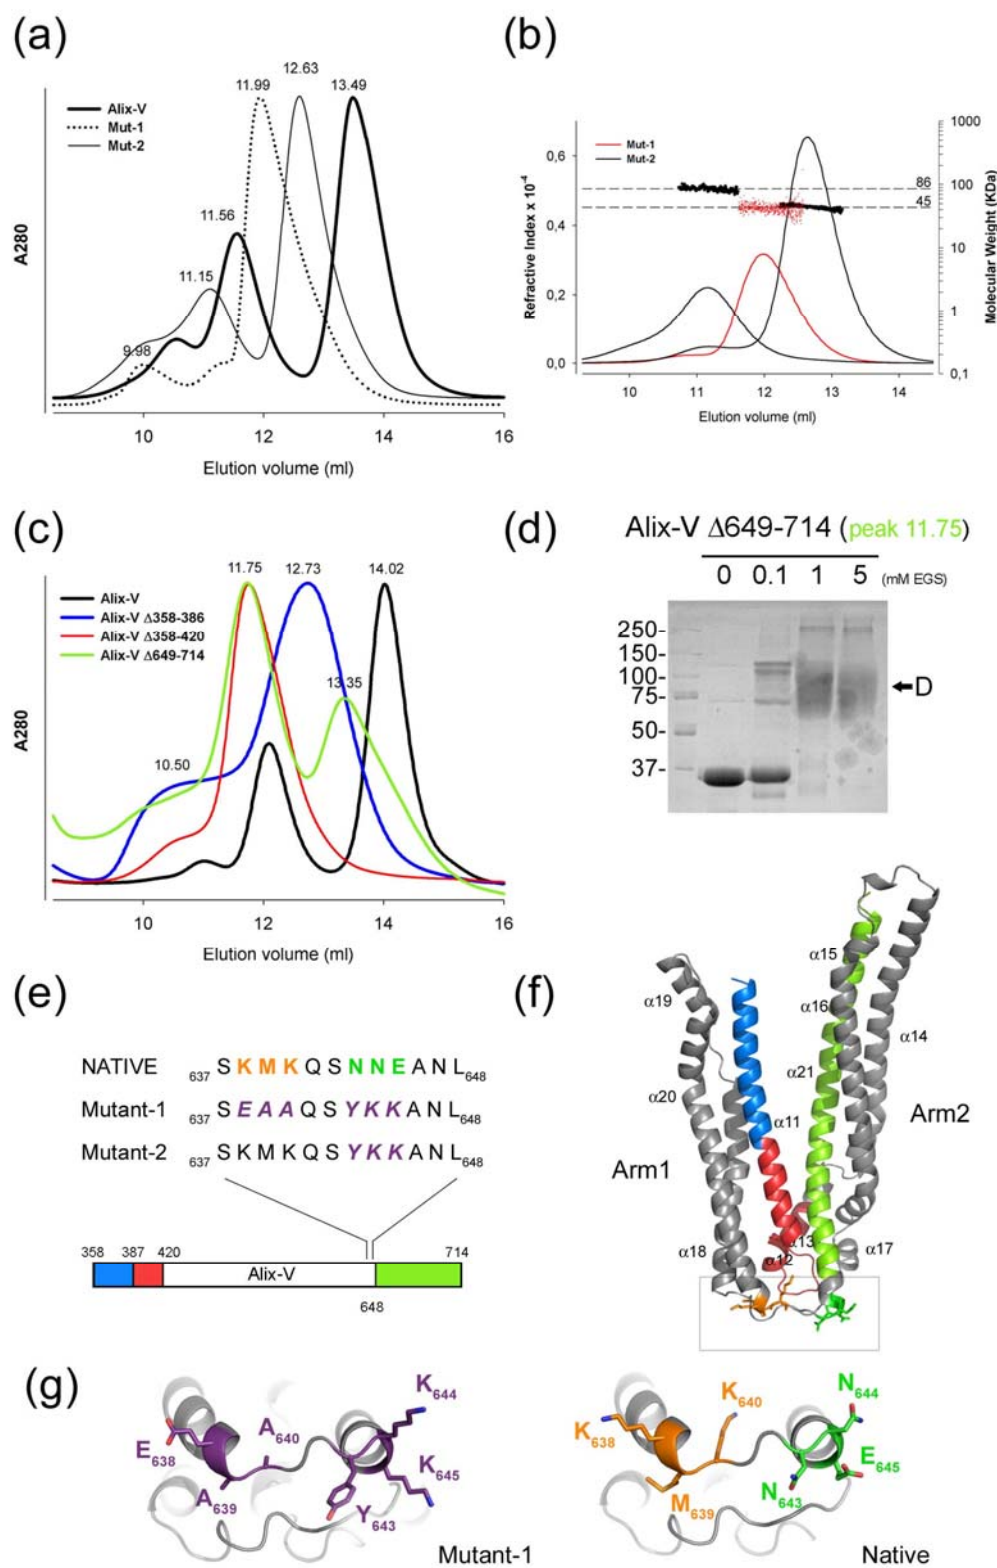 (a)
11.99
12.63
13.49
Alix-V
Mut-1
Mut-2
11.56
11.15
9.98
A280
10 12 14 16
Elution volume (ml)
(b)
Mut-1
Mut-2
0,6
0,4
0,2
0,0
Refractive Index x 10-4
1000
100
10
1
0,1
Molecular Weight (KDa)
86
45
10 11 12 13 14
Elution volume (ml)
(c)
11.75 12.73 14.02
Alix-V
Alix-V Δ358-386
Alix-V Δ358-420
Alix-V Δ649-714
13.35
10.50
A280
10 12 14 16
Elution volume (ml)
(d)
Alix-V Δ649-714 (peak 11.75)
0 0.1 1 5 (mM EGS)
250-
150-
100-
75-
50-
37-
D
(e)
NATIVE 637 S K M K Q S N N E A N L 648
Mutant-1 637 S E A A Q S Y K K A N L 648
Mutant-2 637 S K M K Q S Y K K A N L 648
358 387 420 714
Alix-V
648
(f)
α19
α15
α16
α14
α20
α21
α11
Arm2
Arm1
α13
α18
α12
α17
(g)
K644
E638
A640
K645
A639
Y643
Mutant-1
K640
N644
K638
E645
M639
N643
Native